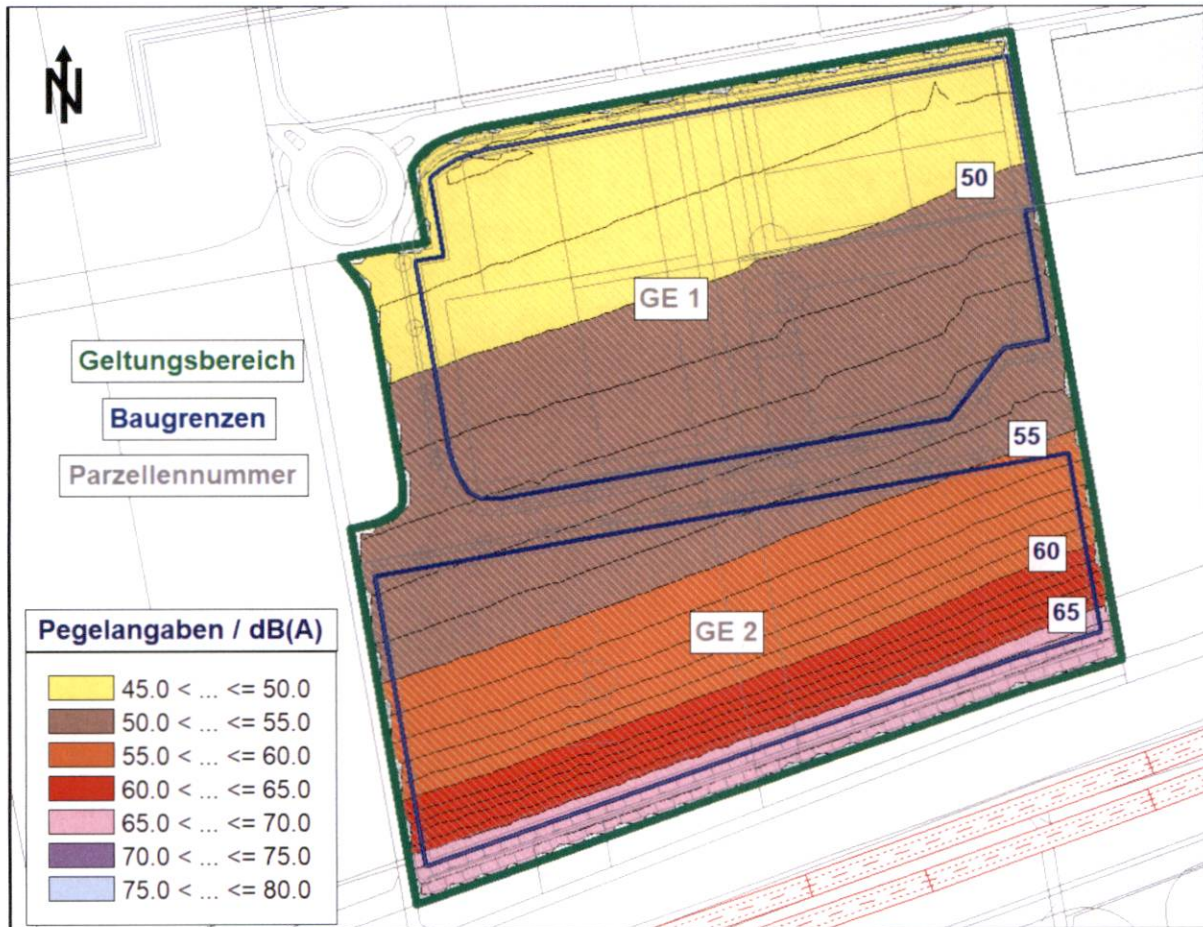 N
50
GE 1
Geltungsbereich
Baugrenzen
55
Parzellennummer
60
65
GE 2
Pegelangaben / dB(A)
45.0 < ... <= 50.0
50.0 < ... <= 55.0
55.0 < ... <= 60.0
60.0 < ... <= 65.0
65.0 < ... <= 70.0
70.0 < ... <= 75.0
75.0 < ... <= 80.0